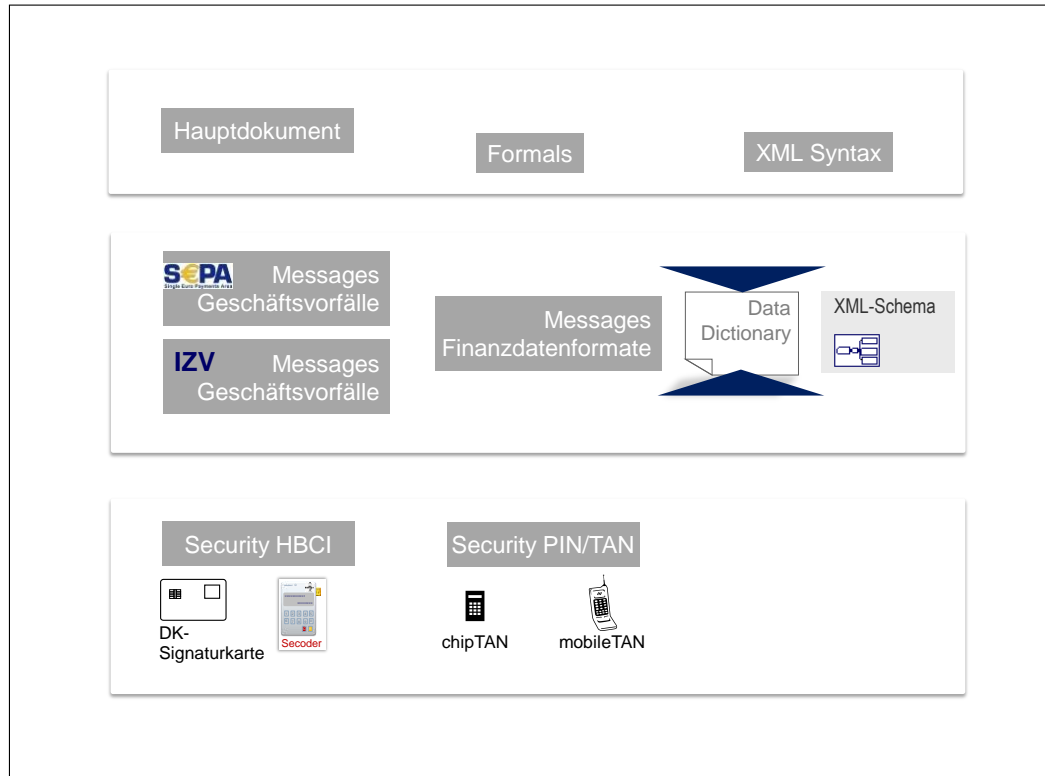 Hauptdokument
Formals
XML Syntax
S€PA
Single Euro Payments Area
Messages
Geschäftsvorfälle
IZV
Messages
Geschäftsvorfälle
Messages
Finanzdatenformate
Data
Dictionary
XML-Schema
Security HBCI
Security PIN/TAN
DK-
Signaturkarte
Secoder
chipTAN
mobileTAN